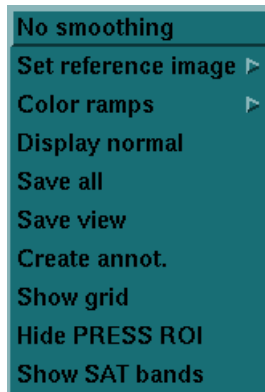 No smoothing
Set reference image
Color ramps
Display normal
Save all
Save view
Create annot.
Show grid
Hide PRESS ROI
Show SAT bands